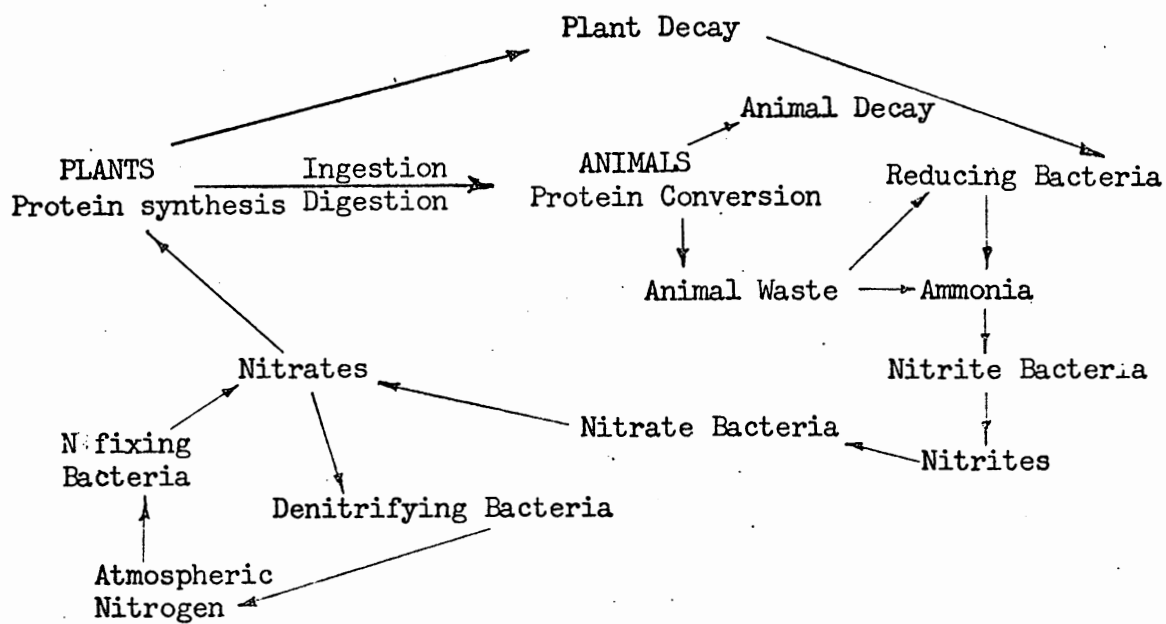 Plant Decay
Animal Decay
PLANTS
Protein synthesis
Ingestion
Digestion
ANIMALS
Protein Conversion
Reducing Bacteria
Animal Waste
Ammonia
Nitrates
Nitrite Bacteria
N fixing
Bacteria
Nitrate Bacteria
Nitrites
Denitrifying Bacteria
Atmospheric
Nitrogen